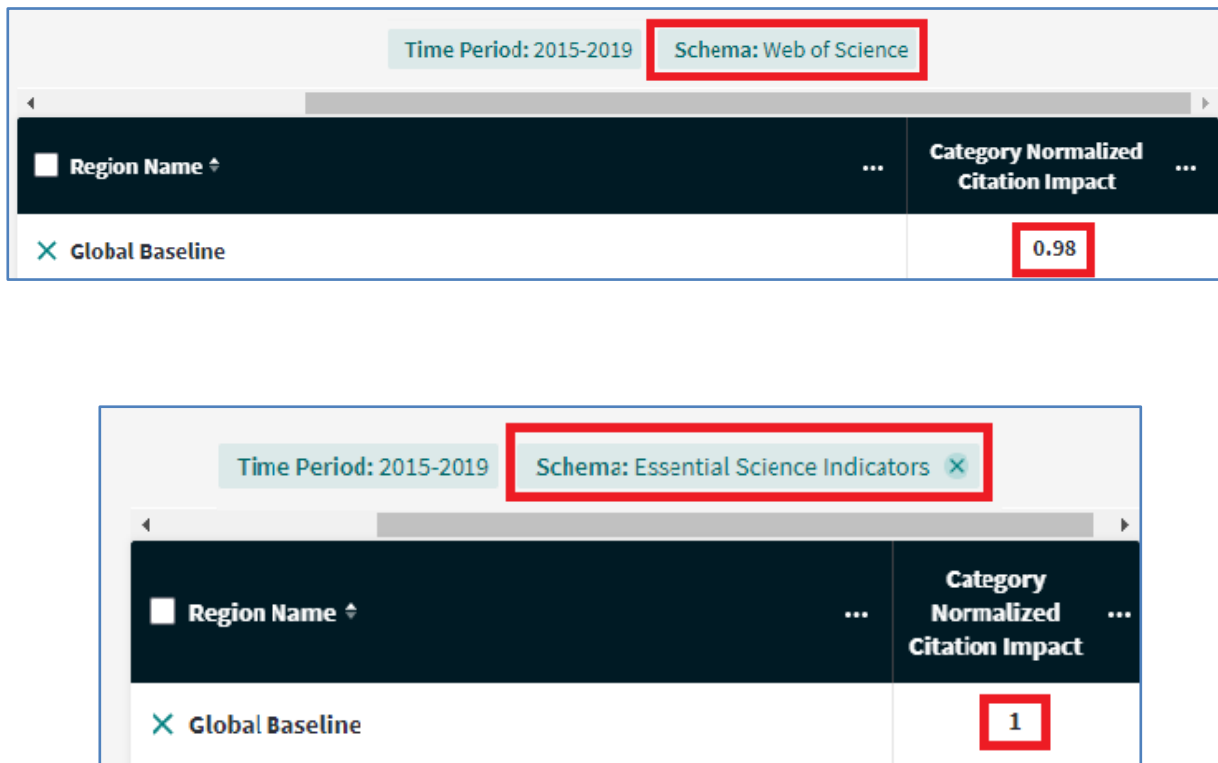 Time Period: 2015-2019 Schema: Web of Science
Region Name ... Category Normalized Citation Impact ...
Global Baseline 0.98
Time Period: 2015-2019 Schema: Essential Science Indicators
Region Name ... Category Normalized Citation Impact ...
Global Baseline 1